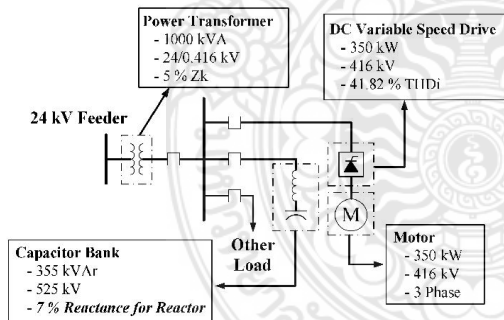 Power Transformer
- 1000 kVA
- 24/0.416 kV
- 5 % Zk
DC Variable Speed Drive
- 350 kW
- 416 kV
- 41.82 % THDi
24 kV Feeder
M
Other
Load
Capacitor Bank
- 355 kVAr
- 525 kV
- 7 % Reactance for Reactor
Motor
- 350 kW
- 416 kV
- 3 Phase